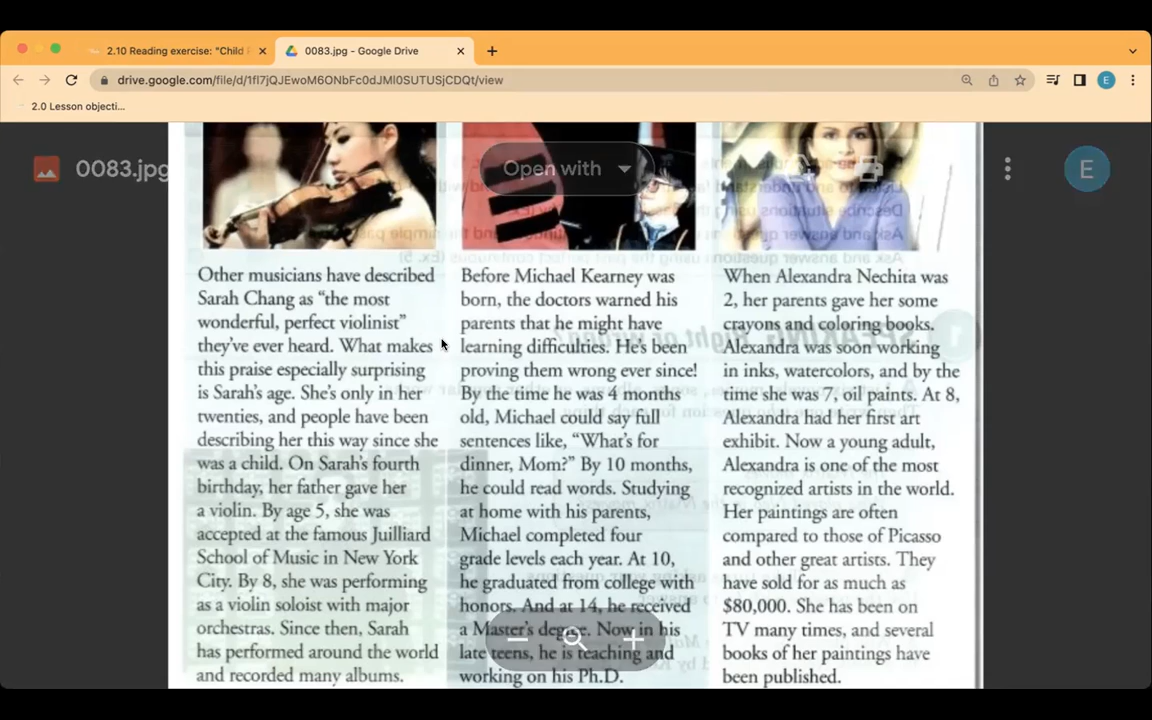 2.10 Reading exercise: "Child
0083.jpg - Google Drive
drive.google.com/file/d/1fI7jQJEwoM6ONbFc0dJMI0SUTUSjCDQt/view
E
2.0 Lesson objecti...
0083.jpg
Open with
E
Other musicians have described
Sarah Chang as “the most
wonderful, perfect violinist”
they’ve ever heard. What makes
this praise especially surprising
is Sarah’s age. She’s only in her
twenties, and people have been
describing her this way since she
was a child. On Sarah’s fourth
birthday, her father gave her
a violin. By age 5, she was
accepted at the famous Juilliard
School of Music in New York
City. By 8, she was performing
as a violin soloist with major
orchestras. Since then, Sarah
has performed around the world
and recorded many albums.
Before Michael Kearney was
born, the doctors warned his
parents that he might have
learning difficulties. He’s been
proving them wrong ever since!
By the time he was 4 months
old, Michael could say full
sentences like, “What’s for
dinner, Mom?” By 10 months,
he could read words. Studying
at home with his parents,
Michael completed four
grade levels each year. At 10,
he graduated from college with
honors. And at 14, he received
a Master’s degree. Now in his
late teens, he is teaching and
working on his Ph.D.
When Alexandra Nechita was
2, her parents gave her some
crayons and coloring books.
Alexandra was soon working
in inks, watercolors, and by the
time she was 7, oil paints. At 8,
Alexandra had her first art
exhibit. Now a young adult,
Alexandra is one of the most
recognized artists in the world.
Her paintings are often
compared to those of Picasso
and other great artists. They
have sold for as much as
$80,000. She has been on
TV many times, and several
books of her paintings have
been published.